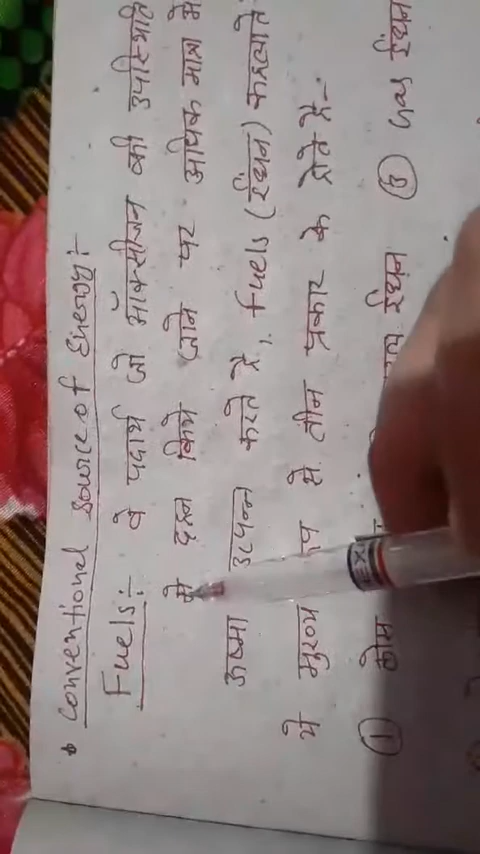 Conventional Source of Energy:-
Fuels:- वे पदार्थ जो ऑक्सीजन की उपस्थिति
में दहन किये जाने पर अधिक मात्रा में
ऊष्मा उत्पन्न करते है, Fuels (ईंधन) कहलाते
ये मुख्य से तीन प्रकार के होते है-
① ठोस ईंधन ③ Gas ईंधन
EX